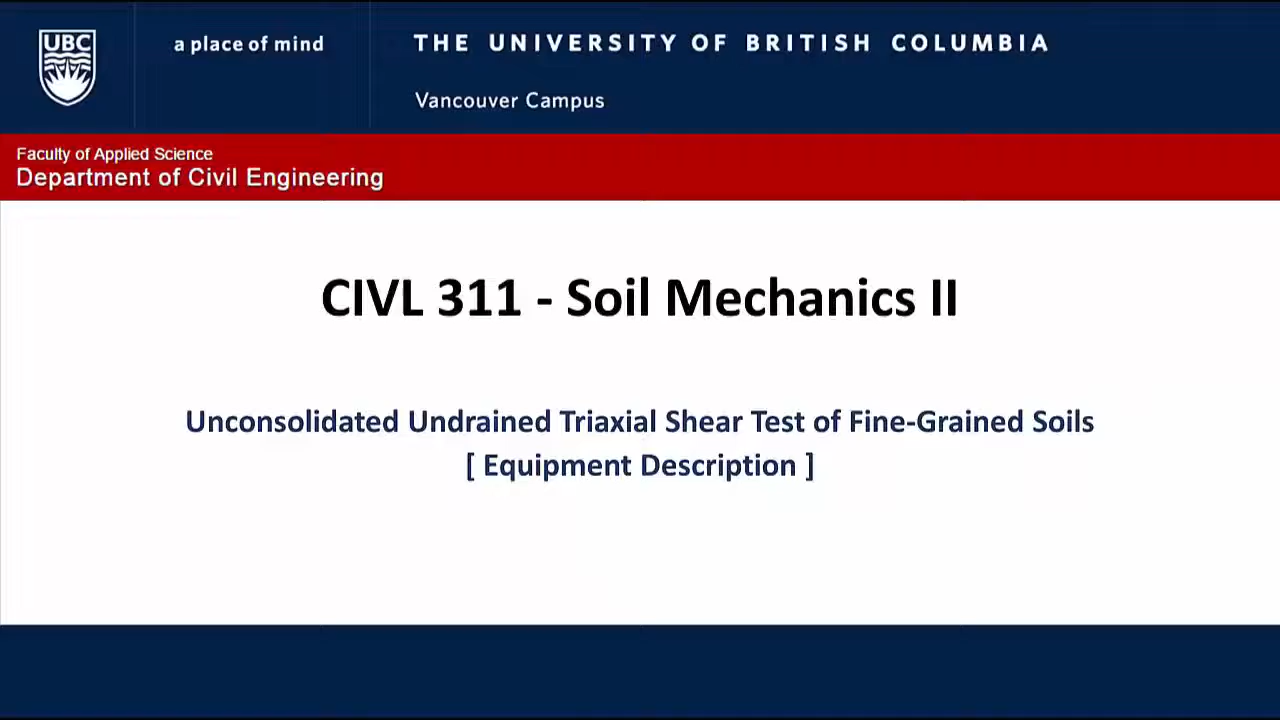 UBC
a place of mind
THE UNIVERSITY OF BRITISH COLUMBIA
Vancouver Campus
Faculty of Applied Science
Department of Civil Engineering
CIVL 311 - Soil Mechanics II
Unconsolidated Undrained Triaxial Shear Test of Fine-Grained Soils
[ Equipment Description ]